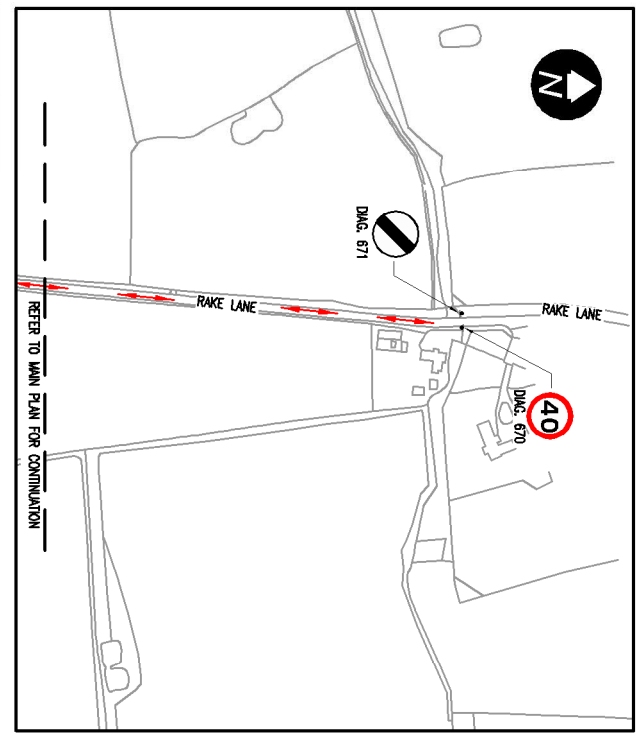 N
DIAG. 671
RAKE LANE
RAKE LANE
40
DIAG. 670
REFER TO MAIN PLAN FOR CONTINUATION